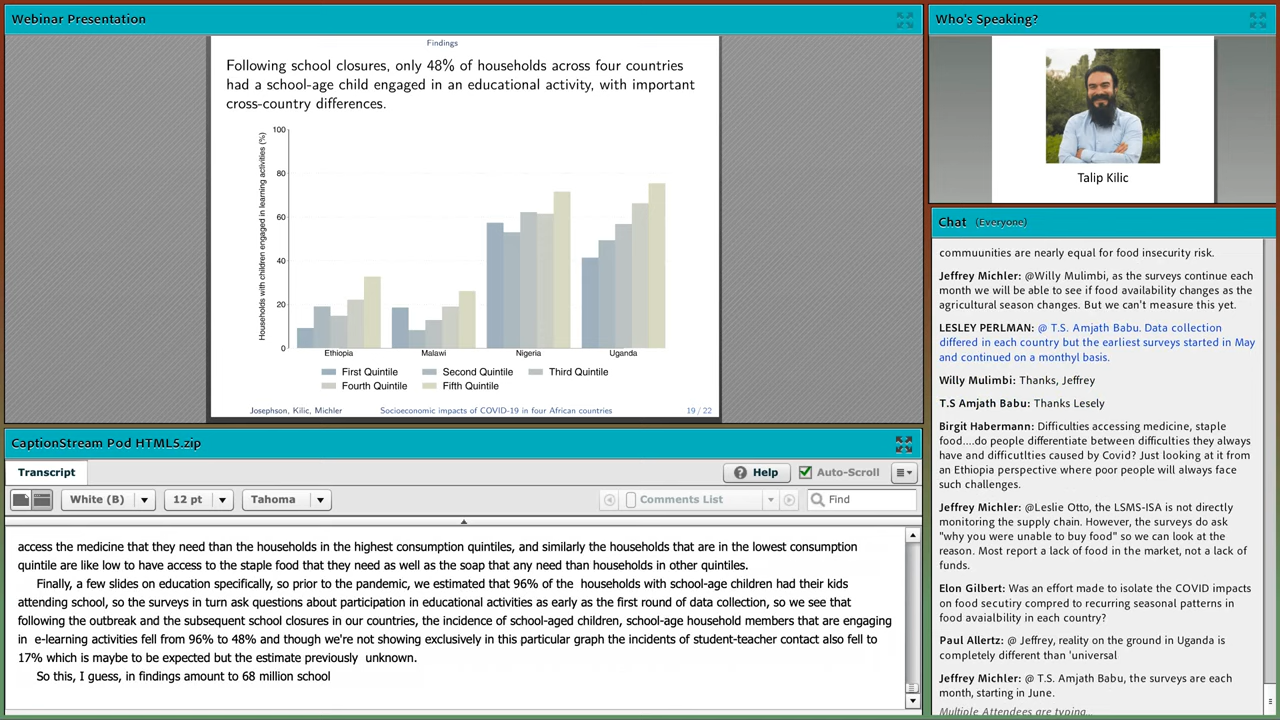 Webinar Presentation
Findings
Following school closures, only 48% of households across four countries
had a school-age child engaged in an educational activity, with important
cross-country differences.
Households with children engaged in learning activities (%)
100
80
60
40
20
0
Ethiopia Malawi Nigeria Uganda
First Quintile Second Quintile Third Quintile
Fourth Quintile Fifth Quintile
Josephson, Kilic, Michler Socioeconomic impacts of COVID-19 in four African countries 19 / 22
Who's Speaking?
Talip Kilic
CaptionStream Pod HTML5.zip
Transcript
Help Auto-Scroll
White (B) 12 pt Tahoma Comments List Find
access the medicine that they need than the households in the highest consumption quintiles, and similarly the households that are in the lowest consumption
quintile are like low to have access to the staple food that they need as well as the soap that any need than households in other quintiles.
Finally, a few slides on education specifically, so prior to the pandemic, we estimated that 96% of the households with school-age children had their kids
attending school, so the surveys in turn ask questions about participation in educational activities as early as the first round of data collection, so we see that
following the outbreak and the subsequent school closures in our countries, the incidence of school-aged children, school-age household members that are engaging
in e-learning activities fell from 96% to 48% and though we're not showing exclusively in this particular graph the incidents of student-teacher contact also fell to
17% which is maybe to be expected but the estimate previously unknown.
So this, I guess, in findings amount to 68 million school
Chat (Everyone)
commuunities are nearly equal for food insecurity risk.
Jeffrey Michler: @Willy Mulimbi, as the surveys continue each
month we will be able to see if food availability changes as the
agricultural season changes. But we can't measure this yet.
LESLEY PERLMAN: @ T.S. Amjath Babu. Data collection
differed in each country but the earliest surveys started in May
and continued on a monthyl basis.
Willy Mulimbi: Thanks, Jeffrey
T.S Amjath Babu: Thanks Lesely
Birgit Habermann: Difficulties accessing medicine, staple
food....do people differentiate between difficulties they always
have and difficutlties caused by Covid? Just looking at it from
an Ethiopia perspective where poor people will always face
such challenges.
Jeffrey Michler: @Leslie Otto, the LSMS-ISA is not directly
monitoring the supply chain. However, the surveys do ask
"why you were unable to buy food" so we can look at the
reason. Most report a lack of food in the market, not a lack of
funds.
Elon Gilbert: Was an effort made to isolate the COVID impacts
on food secutiry compred to recurring seasonal patterns in
food avaialbility in each country?
Paul Allertz: @ Jeffrey, reality on the ground in Uganda is
completely different than 'universal
Jeffrey Michler: @ T.S. Amjath Babu, the surveys are each
month, starting in June.
Multiple Attendees are typing...